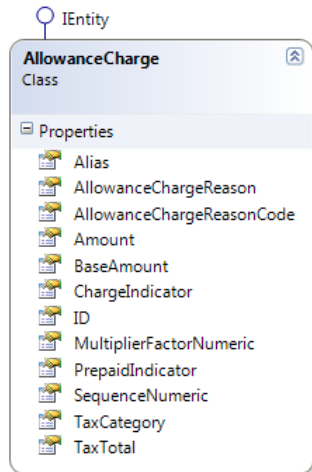 IEntity
AllowanceCharge
Class
Properties
Alias
AllowanceChargeReason
AllowanceChargeReasonCode
Amount
BaseAmount
ChargeIndicator
ID
MultiplierFactorNumeric
PrepaidIndicator
SequenceNumeric
TaxCategory
TaxTotal